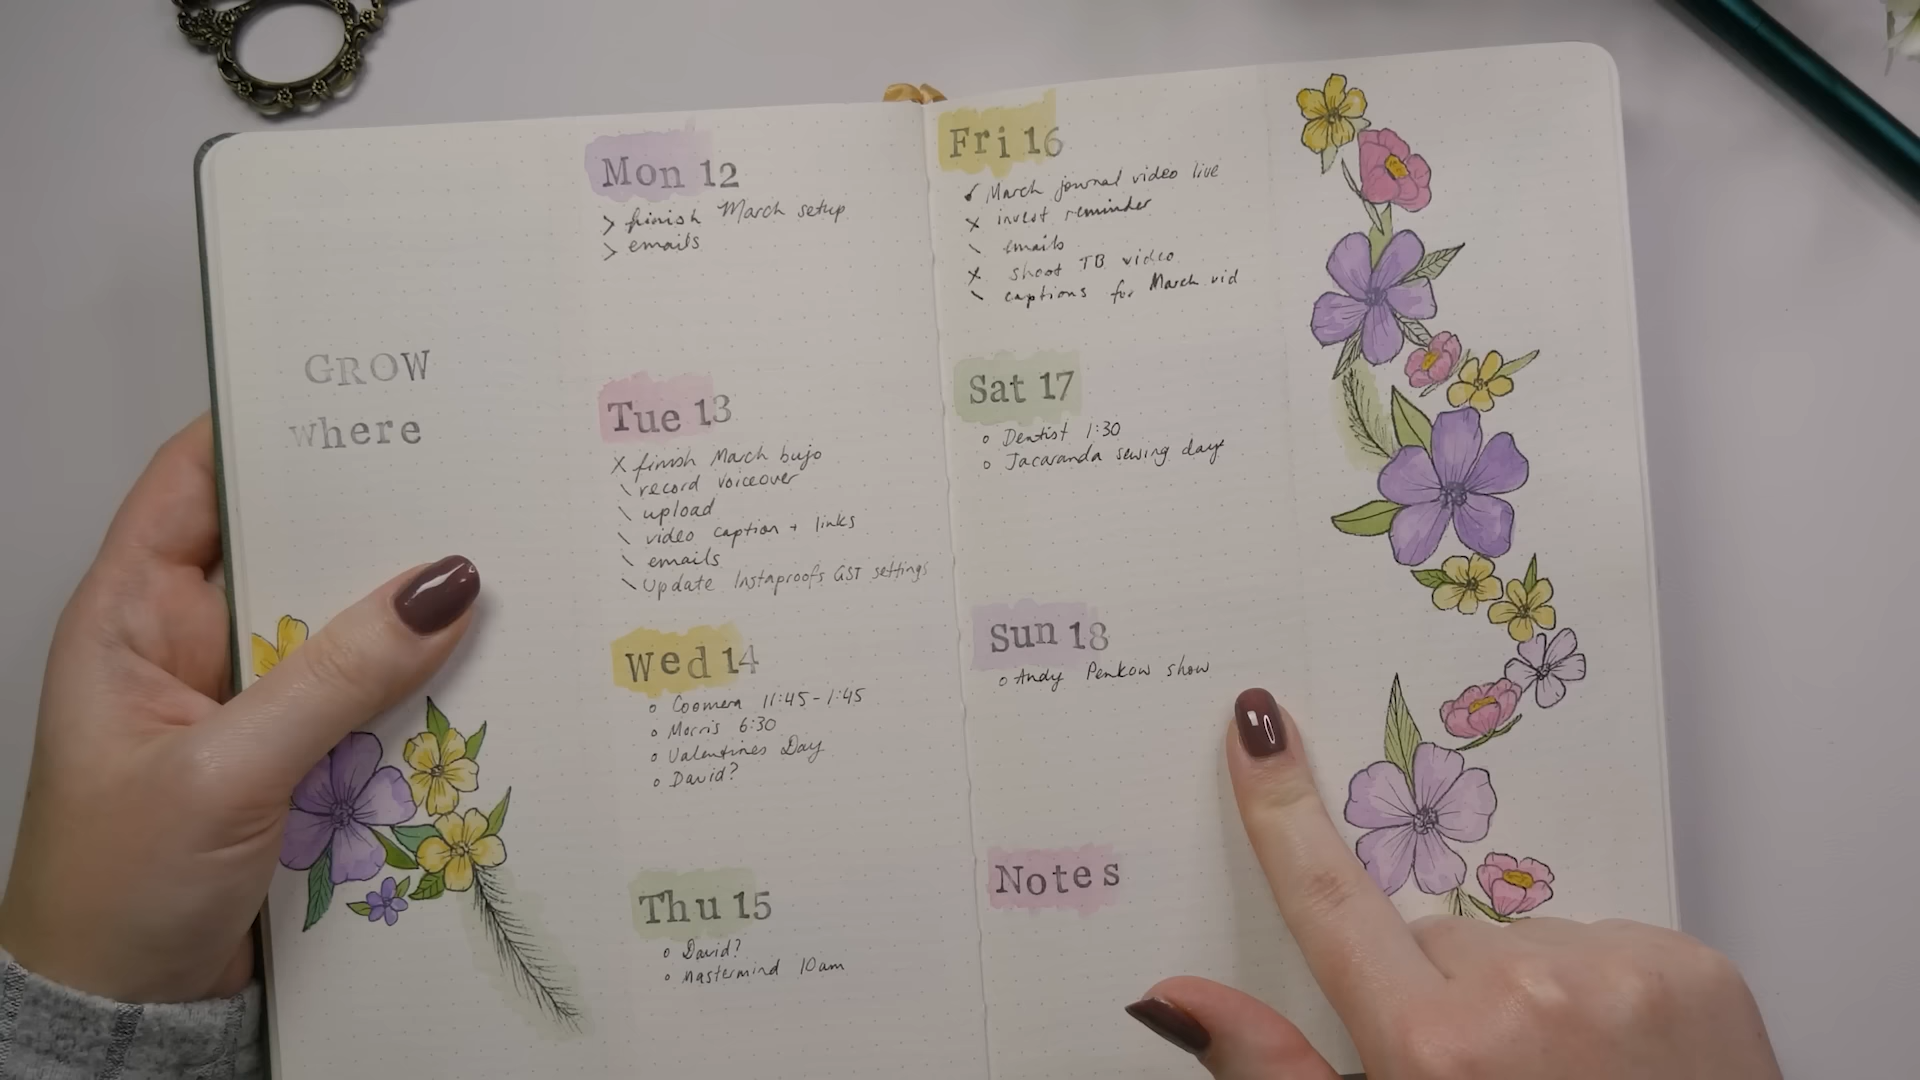 GROW
where
Mon 12
> finish March setup
> emails
Tue 13
X finish March bujo
\ record voiceover
\ upload
\ video caption + links
\ emails
\ Update Instaproofs GST settings
Wed 14
o Coomera 11:45-1:45
o Morris 6:30
o Valentines Day
o David?
Thu 15
o David?
o Mastermind 10am
Fri 16
March journal video live
x invest reminder
\ emails
x shoot TB video
\ captions for March vid
Sat 17
o Dentist 1:30
o Jacaranda sewing day
Sun 18
o Andy Penkow show
Notes